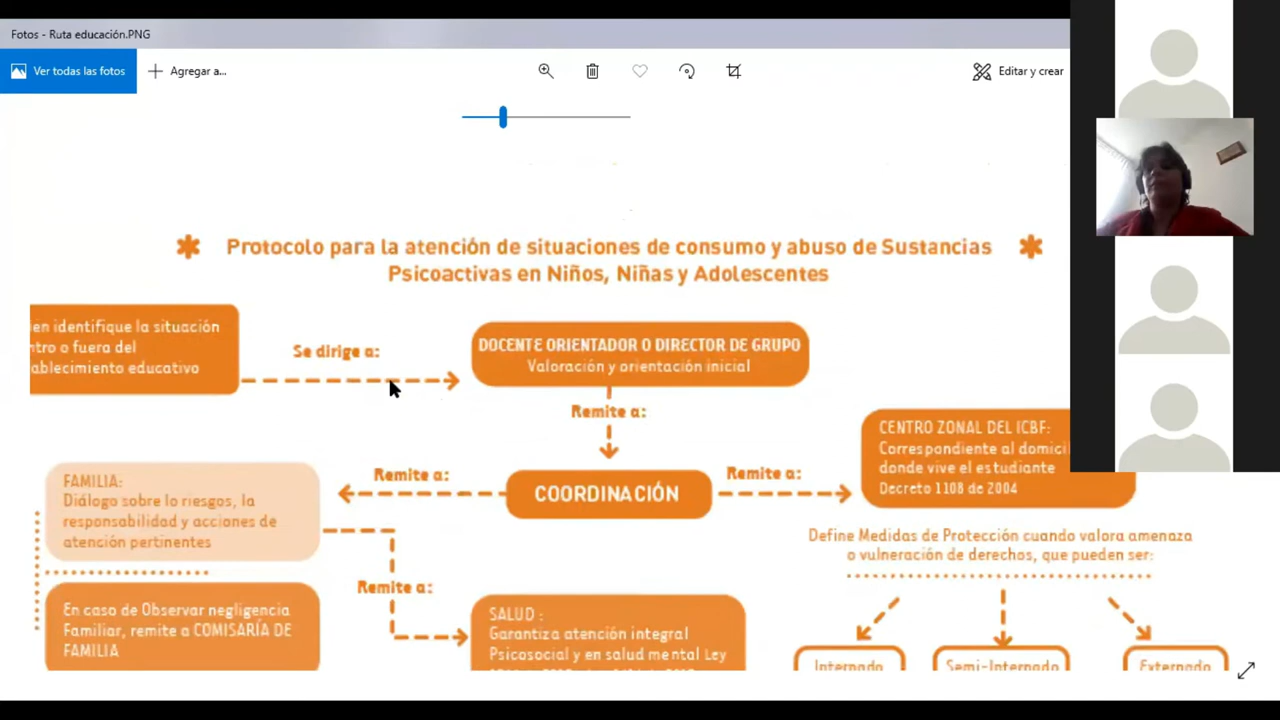 Fotos - Ruta educación.PNG
Ver todas las fotos
Agregar a...
Editar y crear
Protocolo para la atención de situaciones de consumo y abuso de Sustancias
Psicoactivas en Niños, Niñas y Adolescentes
identifique la situación
o fuera del
educativo
Se dirige a:
DOCENTE ORIENTADOR O DIRECTOR DE GRUPO
Valoración y orientación inicial
Remite a:
COORDINACIÓN
Remite a:
Remite a:
CENTRO ZONAL DEL ICBF:
Correspondiente al
donde vive el estudiante
Decreto 1108 de 2004
FAMILIA:
Diálogo sobre lo riesgos, la
responsabilidad y acciones de
atención pertinentes
Define Medidas de Protección cuando valora amenaza
o vulneración de derechos, que pueden ser:
Remite a:
En caso de Observar negligencia
Familiar, remite a COMISARÍA DE
FAMILIA
SALUD :
Garantiza atención integral
Psicosocial y en salud mental Ley
Internado
Semi-Internado
Externado